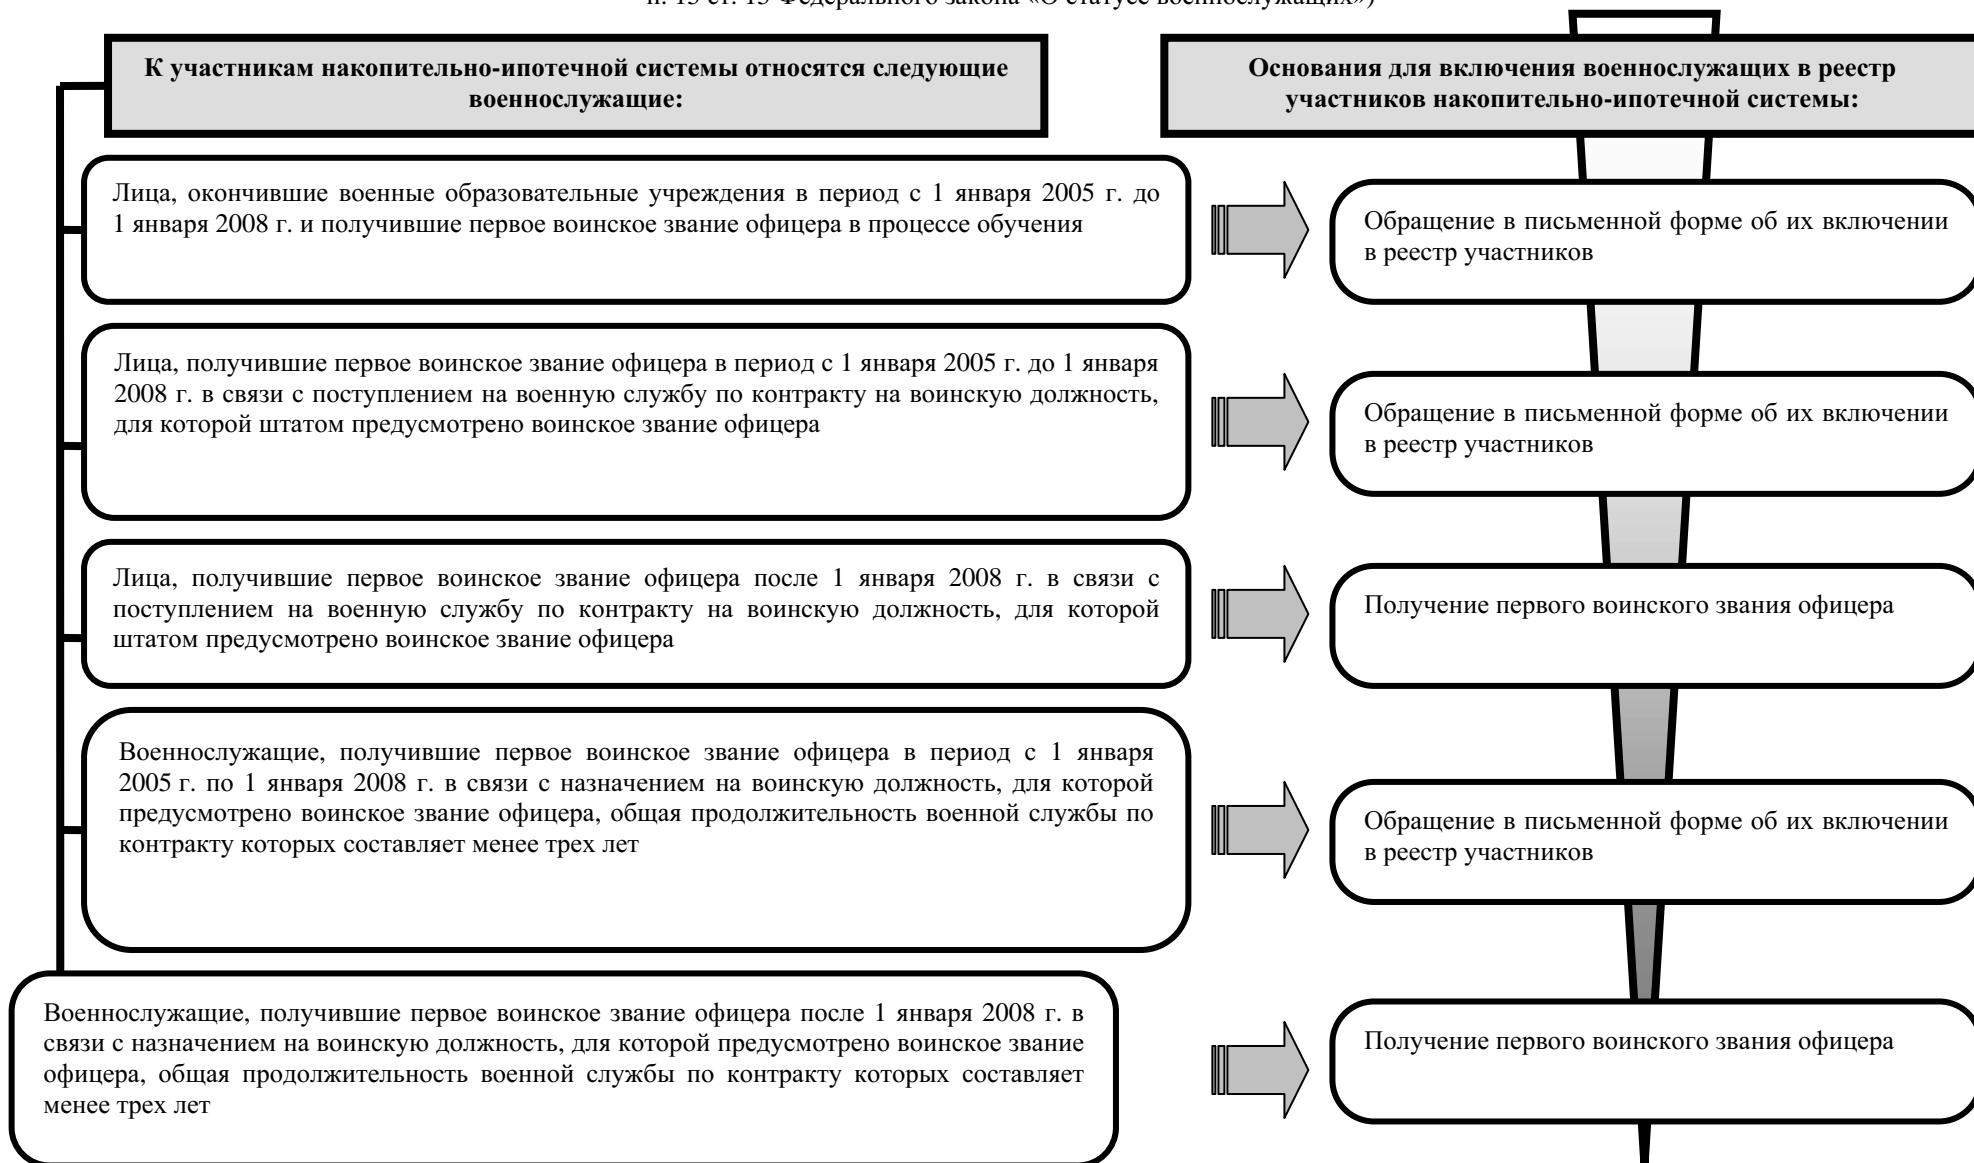 п. 15 ст. 15 Федерального закона «О статусе военнослужащих»)
К участникам накопительно-ипотечной системы относятся следующие
военнослужащие:
Основания для включения военнослужащих в реестр
участников накопительно-ипотечной системы:
Лица, окончившие военные образовательные учреждения в период с 1 января 2005 г. до
1 января 2008 г. и получившие первое воинское звание офицера в процессе обучения
Обращение в письменной форме об их включении
в реестр участников
Лица, получившие первое воинское звание офицера в период с 1 января 2005 г. до 1 января
2008 г. в связи с поступлением на военную службу по контракту на воинскую должность,
для которой штатом предусмотрено воинское звание офицера
Обращение в письменной форме об их включении
в реестр участников
Лица, получившие первое воинское звание офицера после 1 января 2008 г. в связи с
поступлением на военную службу по контракту на воинскую должность, для которой
штатом предусмотрено воинское звание офицера
Получение первого воинского звания офицера
Военнослужащие, получившие первое воинское звание офицера в период с 1 января
2005 г. по 1 января 2008 г. в связи с назначением на воинскую должность, для которой
предусмотрено воинское звание офицера, общая продолжительность военной службы по
контракту которых составляет менее трех лет
Обращение в письменной форме об их включении
в реестр участников
Военнослужащие, получившие первое воинское звание офицера после 1 января 2008 г. в
связи с назначением на воинскую должность, для которой предусмотрено воинское звание
офицера, общая продолжительность военной службы по контракту которых составляет
менее трех лет
Получение первого воинского звания офицера